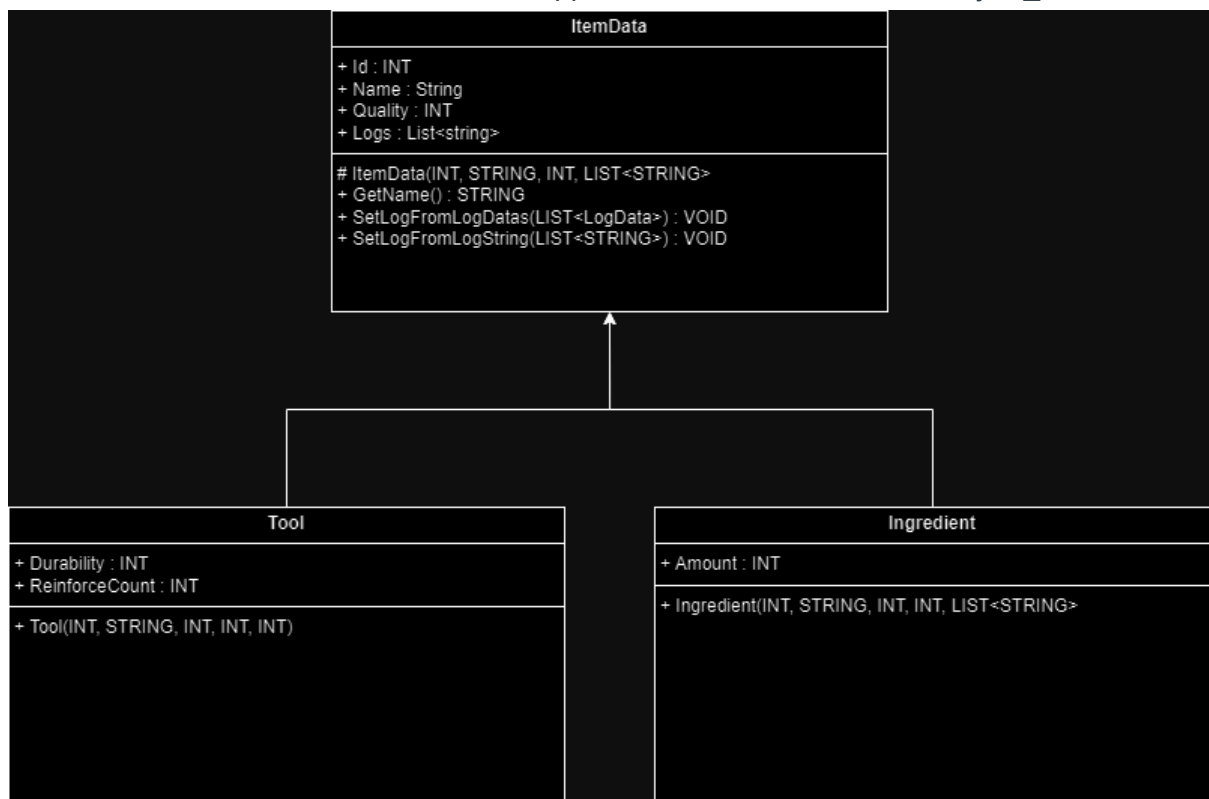 ItemData
+ Id : INT
+ Name : String
+ Quality : INT
+ Logs : List<string>
# ItemData(INT, STRING, INT, LIST<STRING>
+ GetName() : STRING
+ SetLogFromLogDatas(LIST<LogData>) : VOID
+ SetLogFromLogString(LIST<STRING>) : VOID
Tool
+ Durability : INT
+ ReinforceCount : INT
+ Tool(INT, STRING, INT, INT, INT)
Ingredient
+ Amount : INT
+ Ingredient(INT, STRING, INT, INT, LIST<STRING>